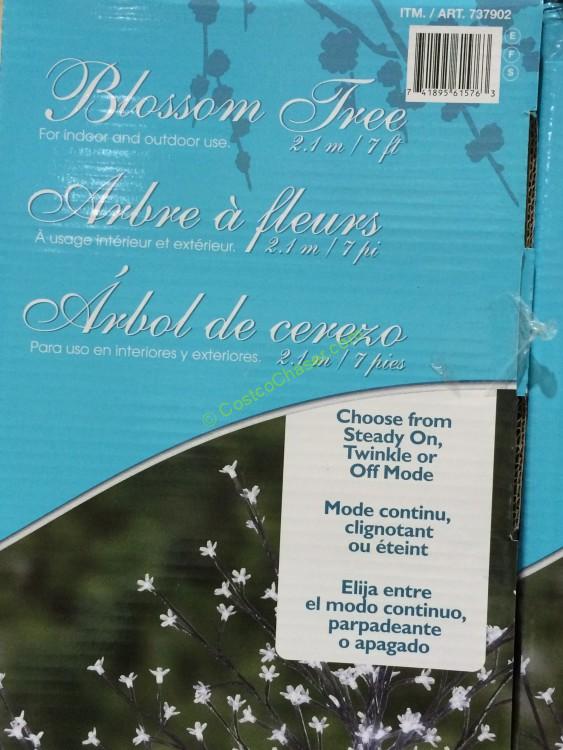 ITM. / ART. 737902
E
F
S
7 41895 61576 3
Blossom Tree
For indoor and outdoor use.
2.1 m / 7 ft
Arbre à fleurs
À usage intérieur et extérieur.
2.1 m / 7 pi
Árbol de cerezo
Para uso en interiores y exteriores.
2.1 m / 7 pies
© CostcoChaser.com
Choose from
Steady On,
Twinkle or
Off Mode
Mode continu,
clignotant
ou éteint
Elija entre
el modo continuo,
parpadeante
o apagado